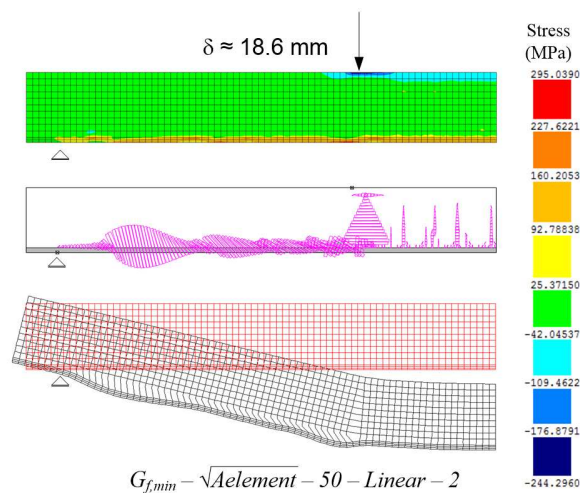 δ ≈ 18.6 mm
Stress
(MPa)
295.0390
227.6221
160.2053
92.78838
25.37150
-42.04537
-109.4622
-176.8791
-244.2960
G_{f,min} – √Aelement – 50 – Linear – 2